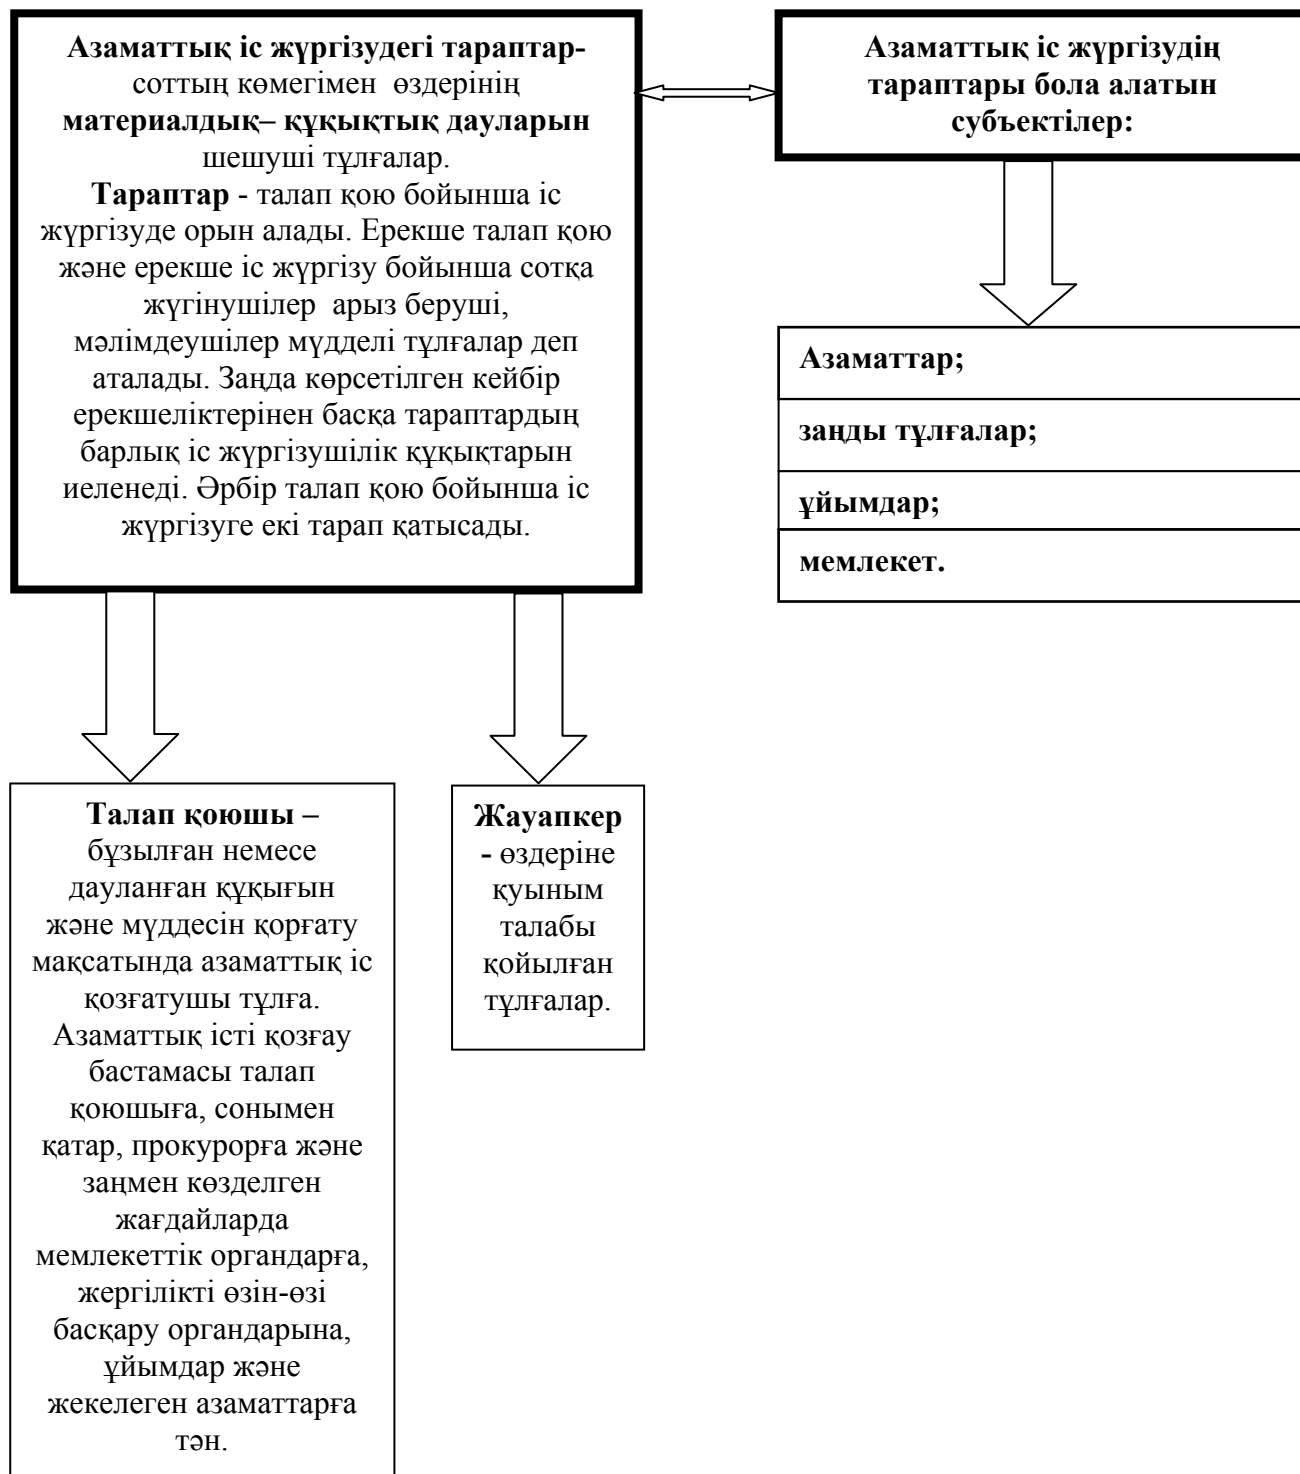 Азаматтық іс жүргізудегі тараптар-
соттың көмегімен өздерінің
материалдық– құқықтық дауларын
шешуші тұлғалар.
Тараптар - талап қою бойынша іс
жүргізуде орын алады. Ерекше талап қою
және ерекше іс жүргізу бойынша сотқа
жүгінушілер арыз беруші,
мәлімдеушілер мүдделі тұлғалар деп
аталады. Заңда көрсетілген кейбір
ерекшеліктерінен басқа тараптардың
барлық іс жүргізушілік құқықтарын
иеленеді. Әрбір талап қою бойынша іс
жүргізуге екі тарап қатысады.
Азаматтық іс жүргізудің
тараптары бола алатын
субъектілер:
Азаматтар;
заңды тұлғалар;
ұйымдар;
мемлекет.
Талап қоюшы –
бұзылған немесе
дауланған құқығын
және мүддесін қорғату
мақсатында азаматтық іс
қозғатушы тұлға.
Азаматтық істі қозғау
бастамасы талап
қоюшыға, сонымен
қатар, прокурорға және
заңмен көзделген
жағдайларда
мемлекеттік органдарға,
жергілікті өзін-өзі
басқару органдарына,
ұйымдар және
жекелеген азаматтарға
тән.
Жауапкер
- өздеріне
қуыным
талабы
қойылған
тұлғалар.